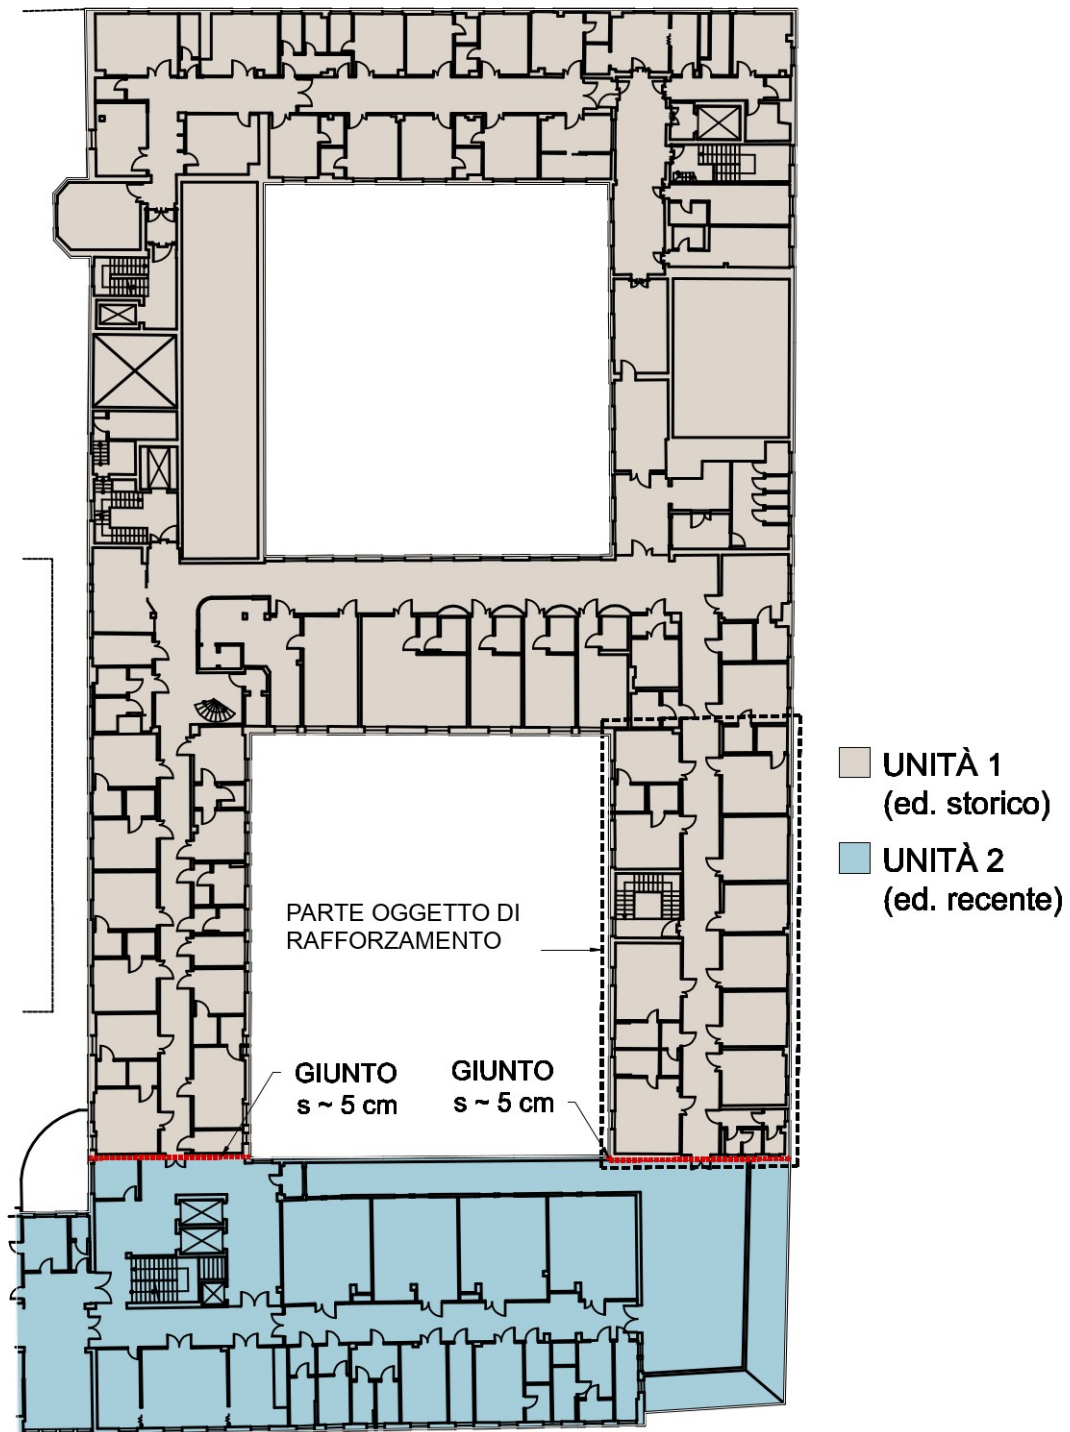 UNITÀ 1
(ed. storico)
UNITÀ 2
(ed. recente)
PARTE OGGETTO DI
RAFFORZAMENTO
GIUNTO
s ~ 5 cm
GIUNTO
s ~ 5 cm